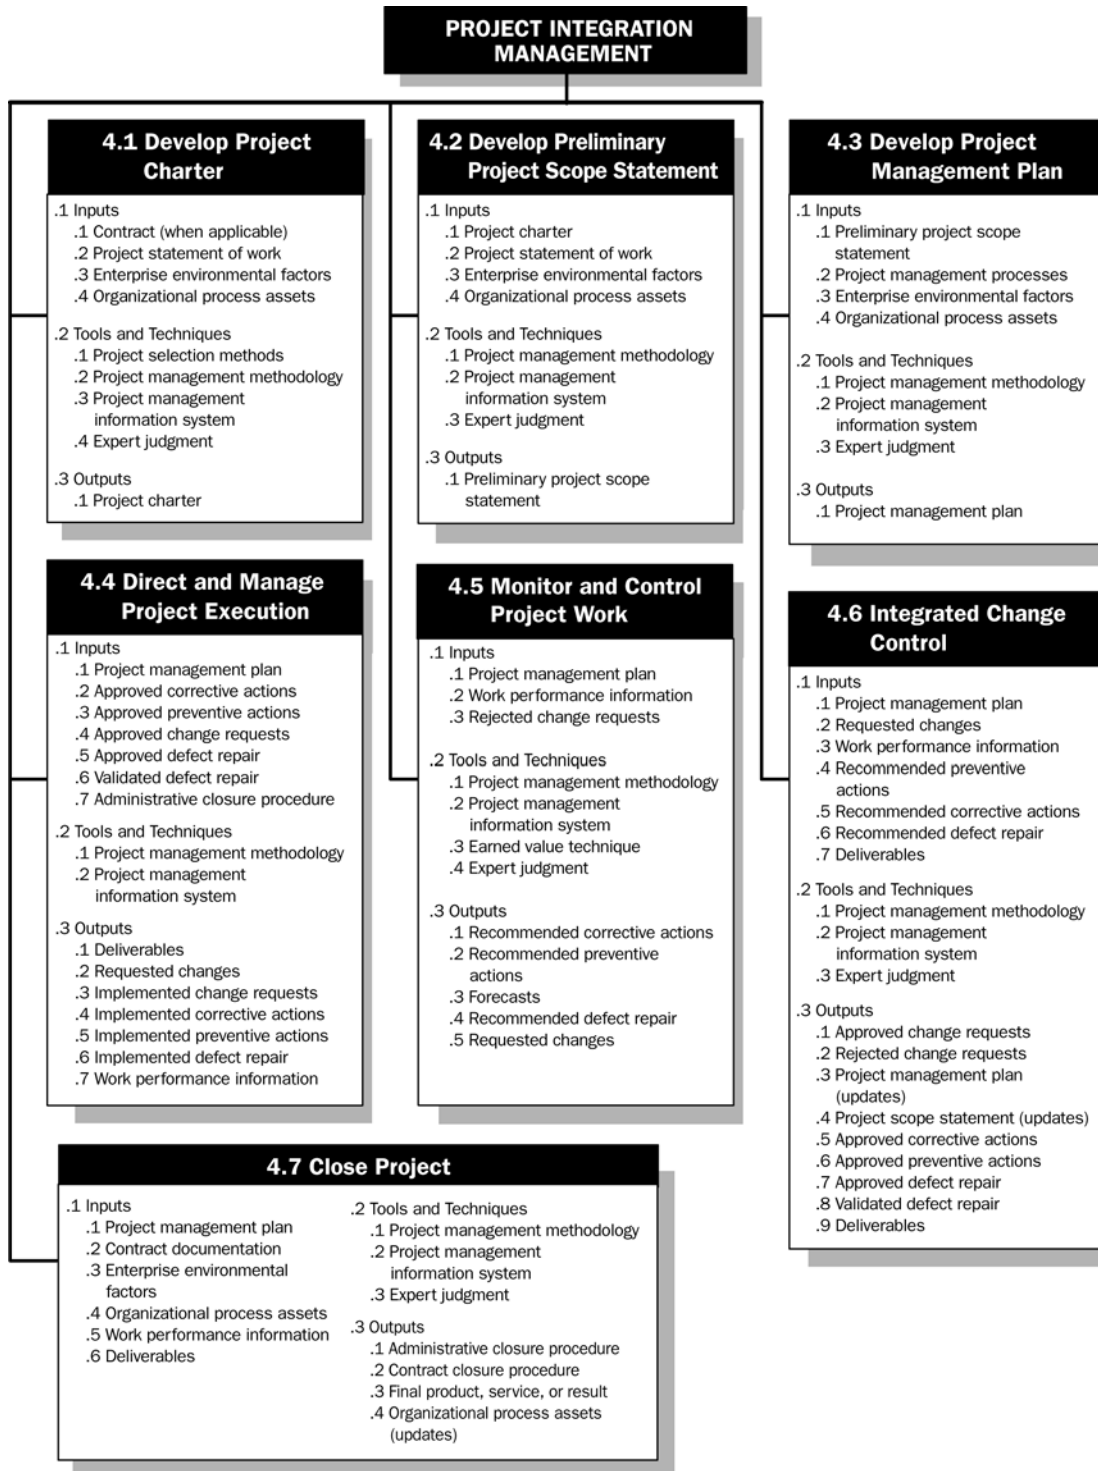 PROJECT INTEGRATION
MANAGEMENT
4.1 Develop Project
Charter
.1 Inputs
.1 Contract (when applicable)
.2 Project statement of work
.3 Enterprise environmental factors
.4 Organizational process assets
.2 Tools and Techniques
.1 Project selection methods
.2 Project management methodology
.3 Project management
information system
.4 Expert judgment
.3 Outputs
.1 Project charter
4.2 Develop Preliminary
Project Scope Statement
.1 Inputs
.1 Project charter
.2 Project statement of work
.3 Enterprise environmental factors
.4 Organizational process assets
.2 Tools and Techniques
.1 Project management methodology
.2 Project management
information system
.3 Expert judgment
.3 Outputs
.1 Preliminary project scope
statement
4.3 Develop Project
Management Plan
.1 Inputs
.1 Preliminary project scope
statement
.2 Project management processes
.3 Enterprise environmental factors
.4 Organizational process assets
.2 Tools and Techniques
.1 Project management methodology
.2 Project management
information system
.3 Expert judgment
.3 Outputs
.1 Project management plan
4.4 Direct and Manage
Project Execution
.1 Inputs
.1 Project management plan
.2 Approved corrective actions
.3 Approved preventive actions
.4 Approved change requests
.5 Approved defect repair
.6 Validated defect repair
.7 Administrative closure procedure
.2 Tools and Techniques
.1 Project management methodology
.2 Project management
information system
.3 Outputs
.1 Deliverables
.2 Requested changes
.3 Implemented change requests
.4 Implemented corrective actions
.5 Implemented preventive actions
.6 Implemented defect repair
.7 Work performance information
4.5 Monitor and Control
Project Work
.1 Inputs
.1 Project management plan
.2 Work performance information
.3 Rejected change requests
.2 Tools and Techniques
.1 Project management methodology
.2 Project management
information system
.3 Earned value technique
.4 Expert judgment
.3 Outputs
.1 Recommended corrective actions
.2 Recommended preventive
actions
.3 Forecasts
.4 Recommended defect repair
.5 Requested changes
4.6 Integrated Change
Control
.1 Inputs
.1 Project management plan
.2 Requested changes
.3 Work performance information
.4 Recommended preventive
actions
.5 Recommended corrective actions
.6 Recommended defect repair
.7 Deliverables
.2 Tools and Techniques
.1 Project management methodology
.2 Project management
information system
.3 Expert judgment
.3 Outputs
.1 Approved change requests
.2 Rejected change requests
.3 Project management plan
(updates)
.4 Project scope statement (updates)
.5 Approved corrective actions
.6 Approved preventive actions
.7 Approved defect repair
.8 Validated defect repair
.9 Deliverables
4.7 Close Project
.1 Inputs
.1 Project management plan
.2 Contract documentation
.3 Enterprise environmental
factors
.4 Organizational process assets
.5 Work performance information
.6 Deliverables
.2 Tools and Techniques
.1 Project management methodology
.2 Project management
information system
.3 Expert judgment
.3 Outputs
.1 Administrative closure procedure
.2 Contract closure procedure
.3 Final product, service, or result
.4 Organizational process assets
(updates)